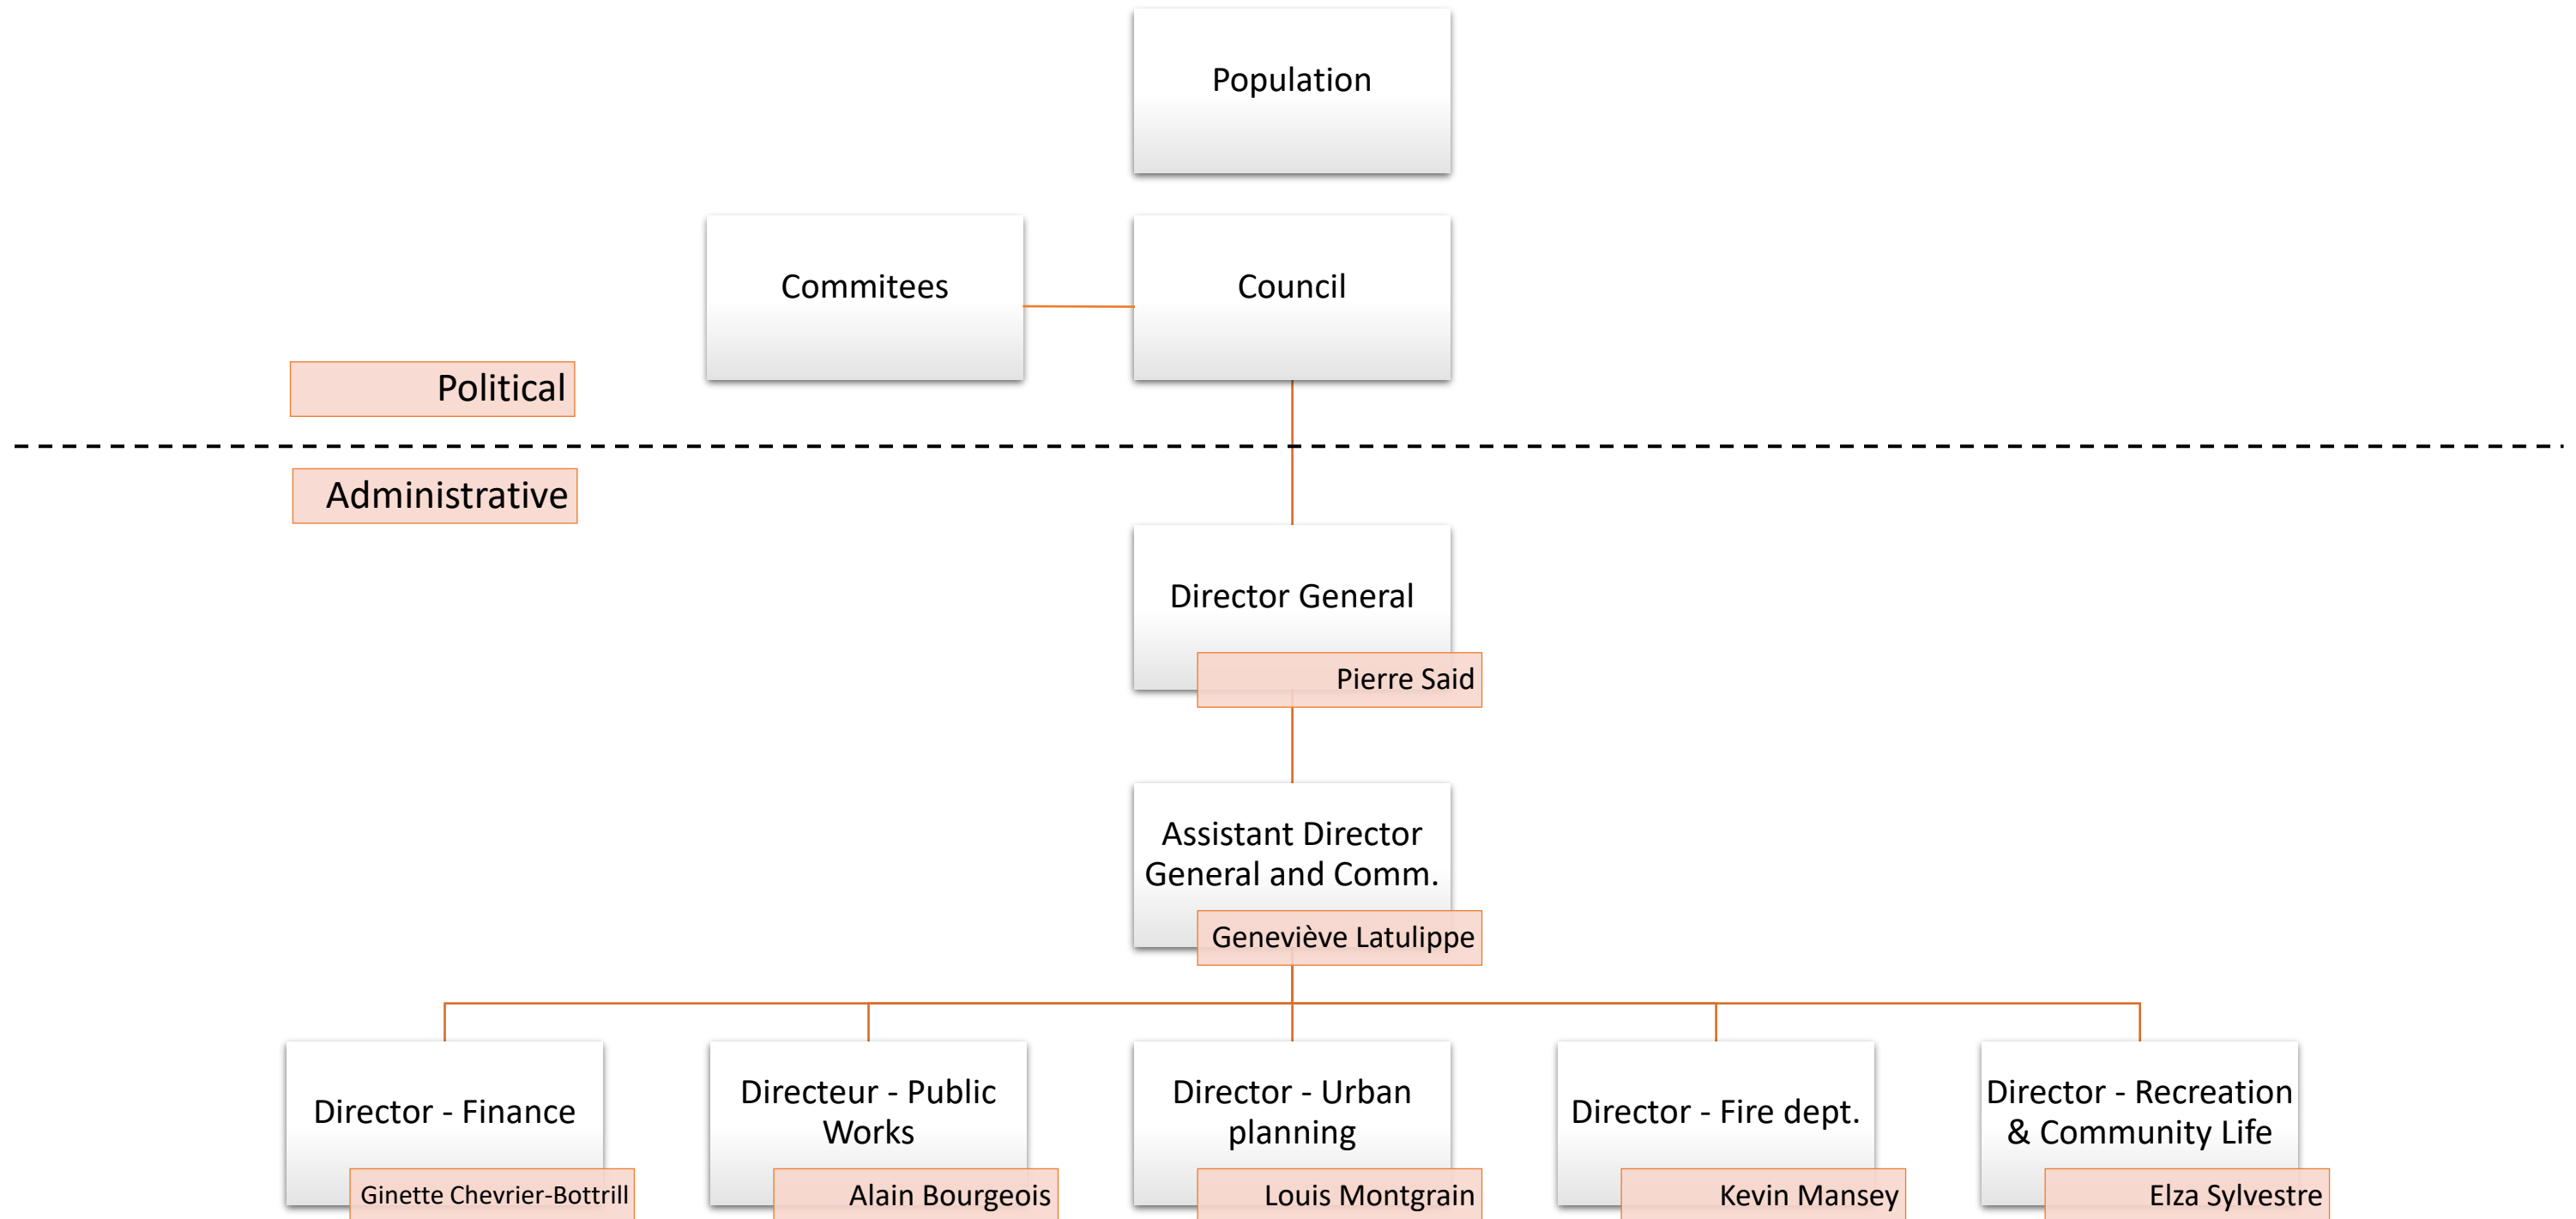 Population
Commitees
Council
Political
Administrative
Director General
Pierre Said
Assistant Director
General and Comm.
Geneviève Latulippe
Director - Finance
Ginette Chevrier-Bottrill
Directeur - Public
Works
Alain Bourgeois
Director - Urban
planning
Louis Montgrain
Director - Fire dept.
Kevin Mansey
Director - Recreation
& Community Life
Elza Sylvestre